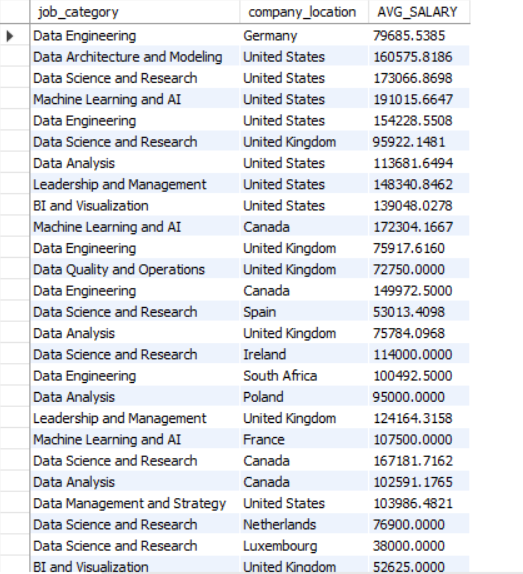 job_category company_location AVG_SALARY
Data Engineering Germany 79685.5385
Data Architecture and Modeling United States 160575.8186
Data Science and Research United States 173066.8698
Machine Learning and AI United States 191015.6647
Data Engineering United States 154228.5508
Data Science and Research United Kingdom 95922.1481
Data Analysis United States 113681.6494
Leadership and Management United States 148340.8462
BI and Visualization United States 139048.0278
Machine Learning and AI Canada 172304.1667
Data Engineering United Kingdom 75917.6160
Data Quality and Operations United Kingdom 72750.0000
Data Engineering Canada 149972.5000
Data Science and Research Spain 53013.4098
Data Analysis United Kingdom 75784.0968
Data Science and Research Ireland 114000.0000
Data Engineering South Africa 100492.5000
Data Analysis Poland 95000.0000
Leadership and Management United Kingdom 124164.3158
Machine Learning and AI France 107500.0000
Data Science and Research Canada 167181.7162
Data Analysis Canada 102591.1765
Data Management and Strategy United States 103986.4821
Data Science and Research Netherlands 76900.0000
Data Science and Research Luxembourg 38000.0000
BI and Visualization United Kingdom 52625.0000